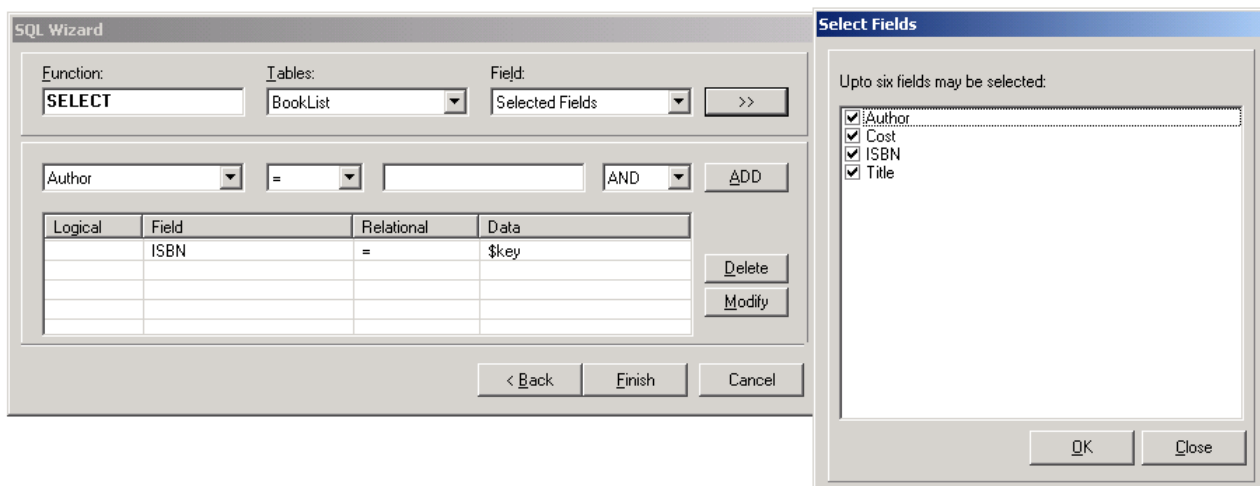 SQL Wizard
Function: Tables: Field:
SELECT BookList Selected Fields >>
Author = AND ADD
Logical Field Relational Data
ISBN = $key
Delete
Modify
< Back Finish Cancel
Select Fields
Upto six fields may be selected:
Author
Cost
ISBN
Title
OK Close